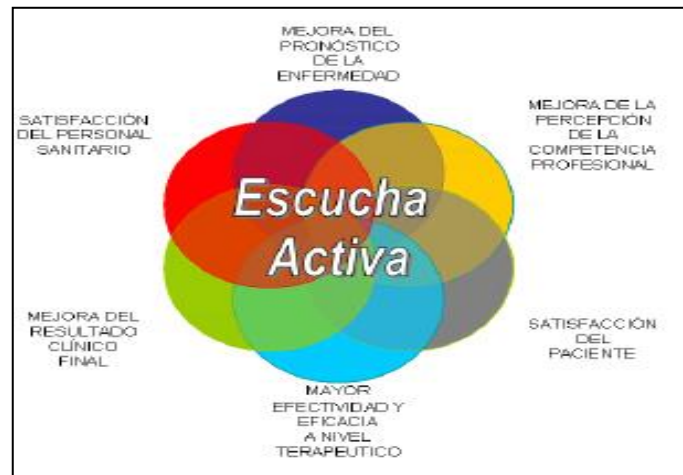 MEJORA DEL
PRONÓSTICO
DE LA
ENFERMEDAD
SATISFACCIÓN
DEL PERSONAL
SANITARIO
MEJORA DE LA
PERCEPCIÓN
DE LA
COMPETENCIA
PROFESIONAL
Escucha
Activa
MEJORA DEL
RESULTADO
CLÍNICO
FINAL
SATISFACCIÓN
DEL
PACIENTE
MAYOR
EFECTIVIDAD Y
EFICACIA
A NIVEL
TERAPEUTICO